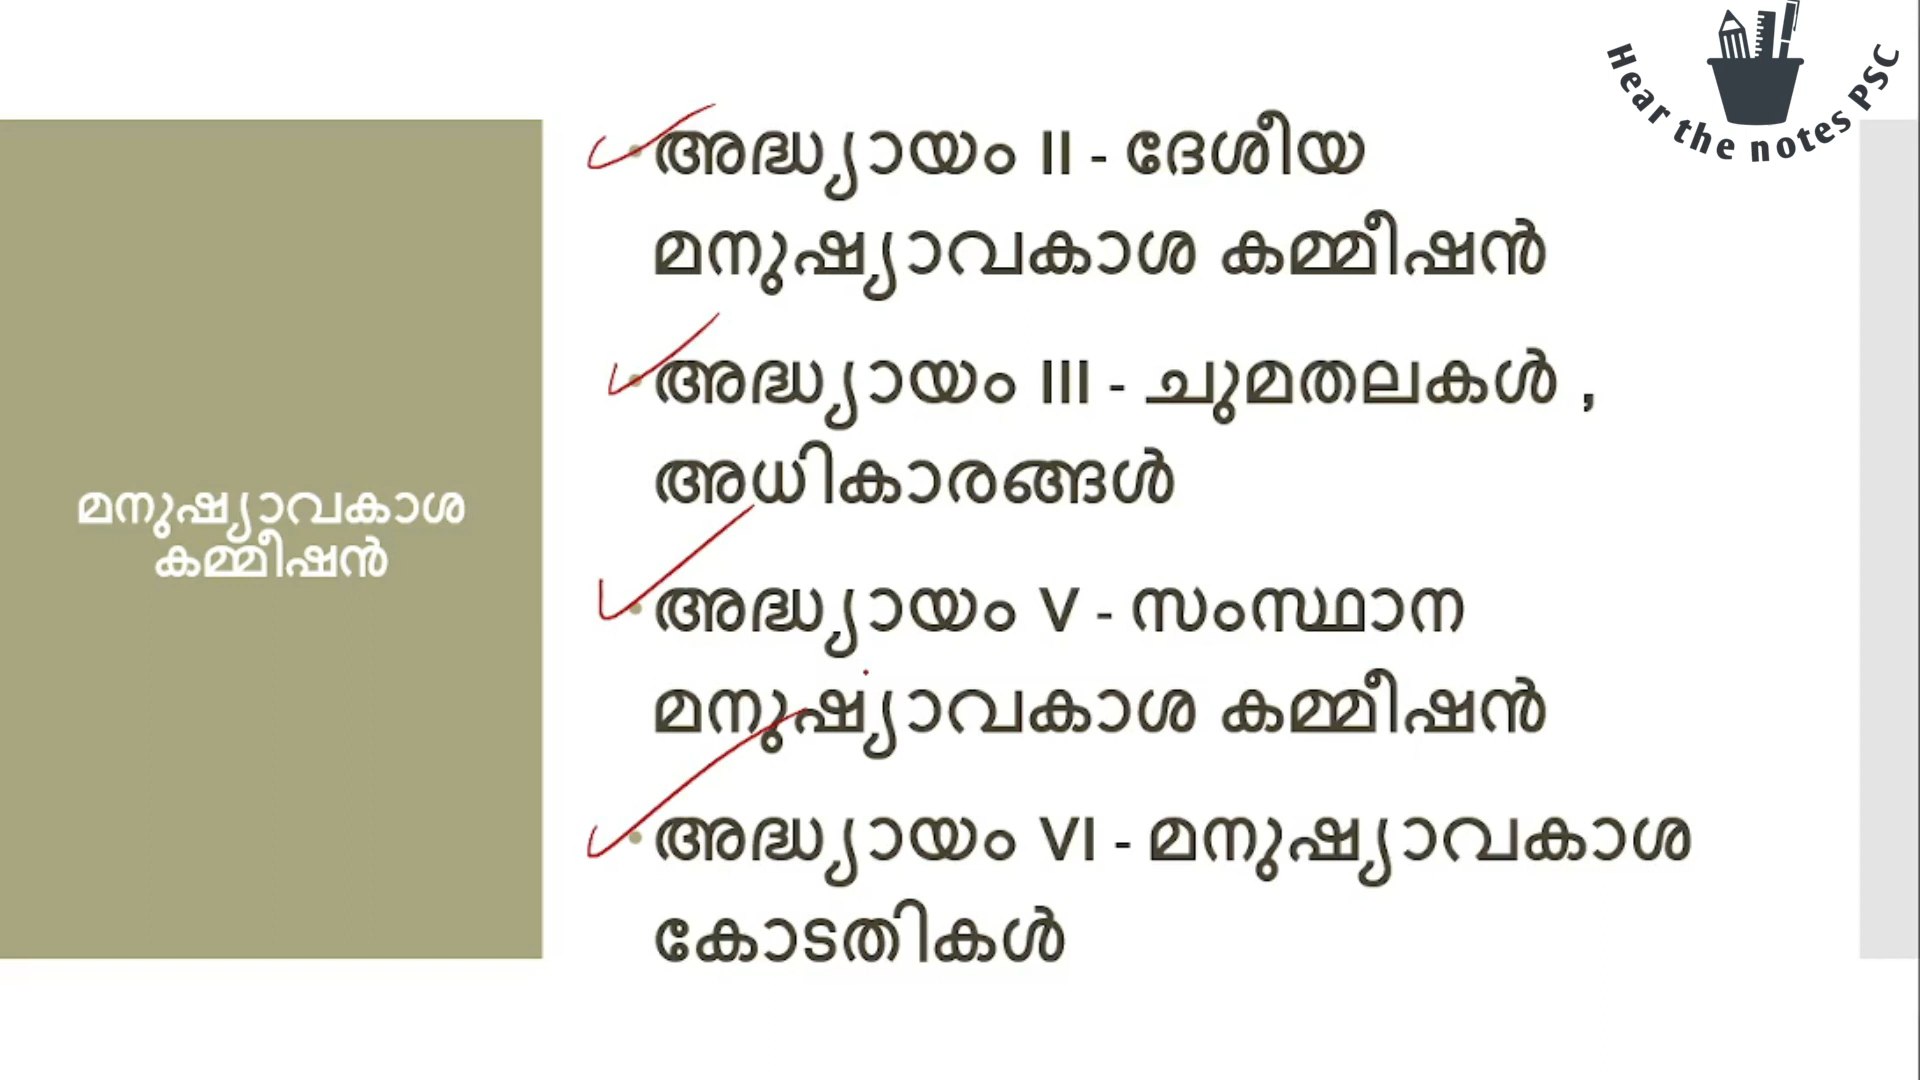 Hear the notes PSC
മനുഷ്യാവകാശ
കമ്മീഷൻ
അദ്ധ്യായം II - ദേശീയ
മനുഷ്യാവകാശ കമ്മീഷൻ
അദ്ധ്യായം III - ചുമതലകൾ ,
അധികാരങ്ങൾ
അദ്ധ്യായം V - സംസ്ഥാന
മനുഷ്യാവകാശ കമ്മീഷൻ
അദ്ധ്യായം VI - മനുഷ്യാവകാശ
കോടതികൾ